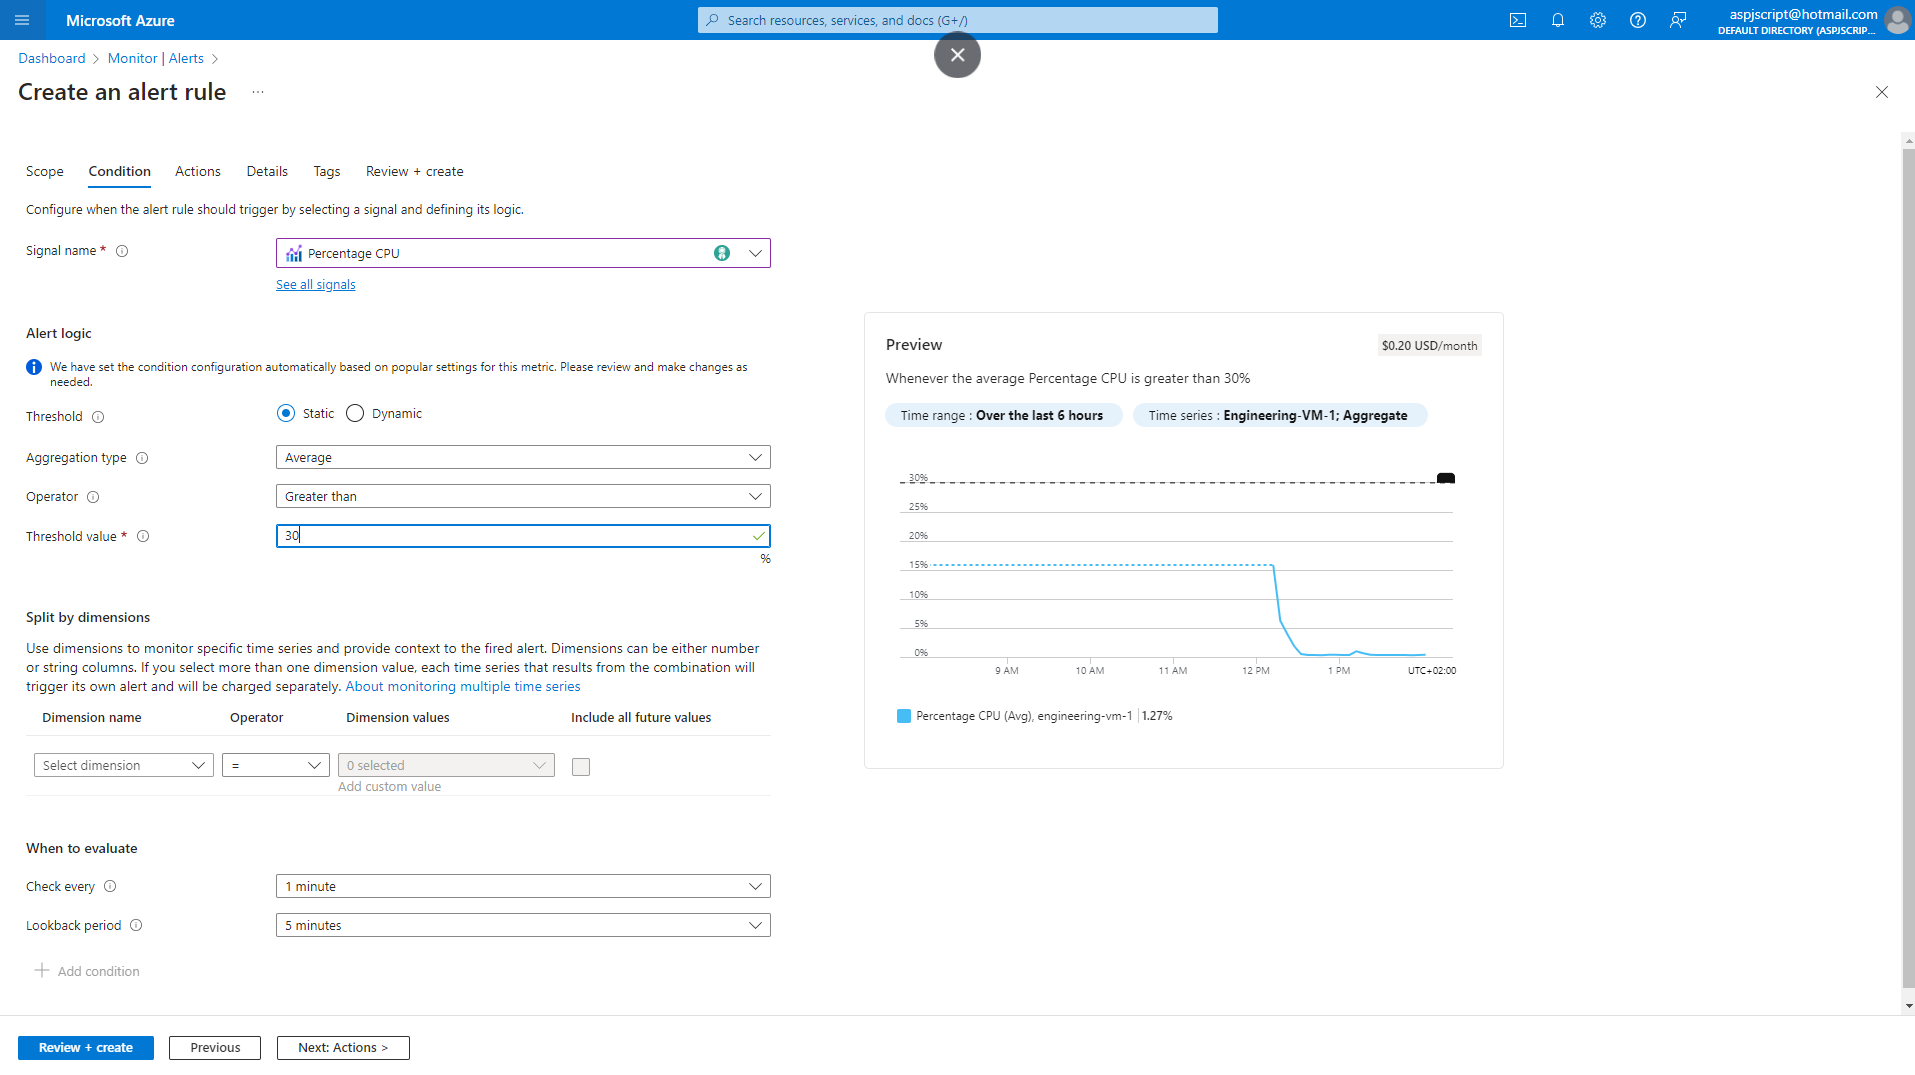 Microsoft Azure
Search resources, services, and docs (G+/)
aspjscript@hotmail.com
DEFAULT DIRECTORY (ASPJSCRIP...
Dashboard > Monitor | Alerts >
Create an alert rule ...
Scope Condition Actions Details Tags Review + create
Configure when the alert rule should trigger by selecting a signal and defining its logic.
Signal name *
Percentage CPU
See all signals
Alert logic
We have set the condition configuration automatically based on popular settings for this metric. Please review and make changes as
needed.
Threshold
Static Dynamic
Aggregation type
Average
Operator
Greater than
Threshold value *
30
%
Split by dimensions
Use dimensions to monitor specific time series and provide context to the fired alert. Dimensions can be either number
or string columns. If you select more than one dimension value, each time series that results from the combination will
trigger its own alert and will be charged separately. About monitoring multiple time series
Dimension name Operator Dimension values Include all future values
Select dimension = 0 selected
Add custom value
When to evaluate
Check every
1 minute
Lookback period
5 minutes
Add condition
Preview
$0.20 USD/month
Whenever the average Percentage CPU is greater than 30%
Time range : Over the last 6 hours
Time series : Engineering-VM-1; Aggregate
30%
25%
20%
15%
10%
5%
0%
9 AM 10 AM 11 AM 12 PM 1 PM UTC+02:00
Percentage CPU (Avg), engineering-vm-1 | 1.27%
Review + create Previous Next: Actions >